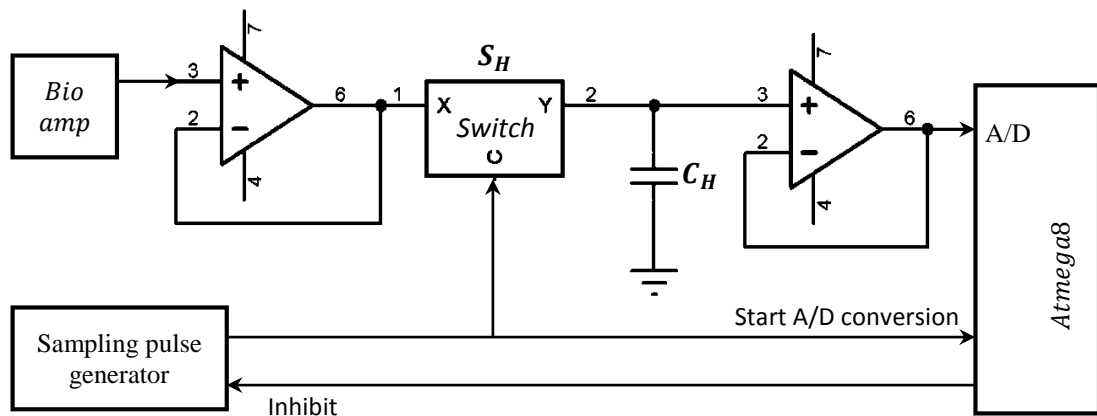 S_H
7
7
Bio
amp
3
+
6
1
X
Y
2
3
+
6
A/D
2
−
Switch
C
2
−
4
C_H
4
Atmega8
Sampling pulse
generator
Start A/D conversion
Inhibit